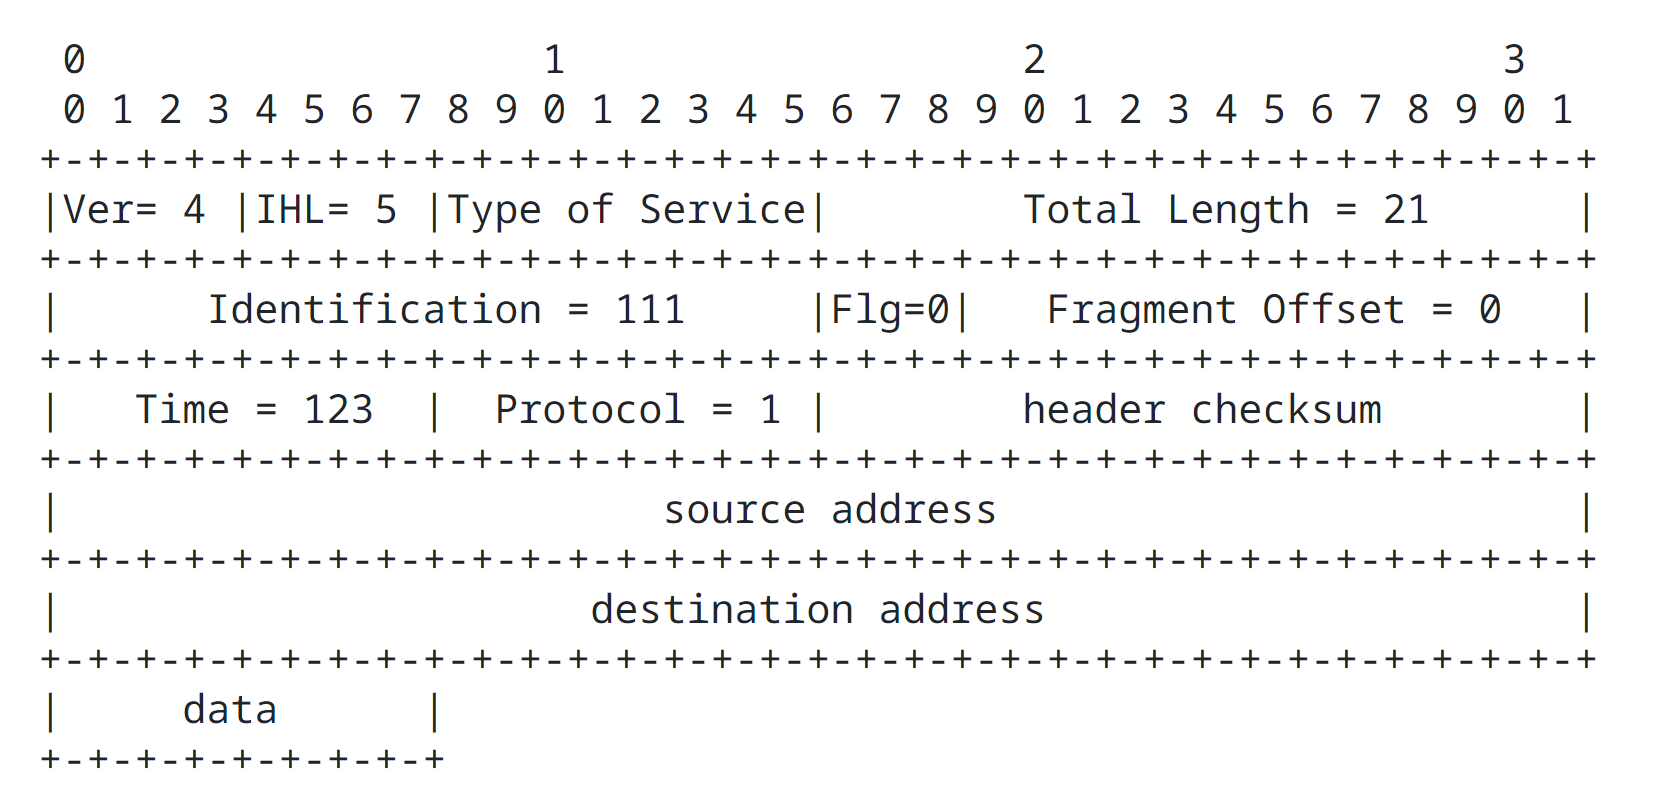 0                   1                   2                   3
 0 1 2 3 4 5 6 7 8 9 0 1 2 3 4 5 6 7 8 9 0 1 2 3 4 5 6 7 8 9 0 1
+-+-+-+-+-+-+-+-+-+-+-+-+-+-+-+-+-+-+-+-+-+-+-+-+-+-+-+-+-+-+-+-+
|Ver= 4 |IHL= 5 |Type of Service|        Total Length = 21      |
+-+-+-+-+-+-+-+-+-+-+-+-+-+-+-+-+-+-+-+-+-+-+-+-+-+-+-+-+-+-+-+-+
|      Identification = 111     |Flg=0|   Fragment Offset = 0   |
+-+-+-+-+-+-+-+-+-+-+-+-+-+-+-+-+-+-+-+-+-+-+-+-+-+-+-+-+-+-+-+-+
|   Time = 123  |  Protocol = 1 |        header checksum        |
+-+-+-+-+-+-+-+-+-+-+-+-+-+-+-+-+-+-+-+-+-+-+-+-+-+-+-+-+-+-+-+-+
|                         source address                        |
+-+-+-+-+-+-+-+-+-+-+-+-+-+-+-+-+-+-+-+-+-+-+-+-+-+-+-+-+-+-+-+-+
|                      destination address                      |
+-+-+-+-+-+-+-+-+-+-+-+-+-+-+-+-+-+-+-+-+-+-+-+-+-+-+-+-+-+-+-+-+
|     data      |
+-+-+-+-+-+-+-+-+